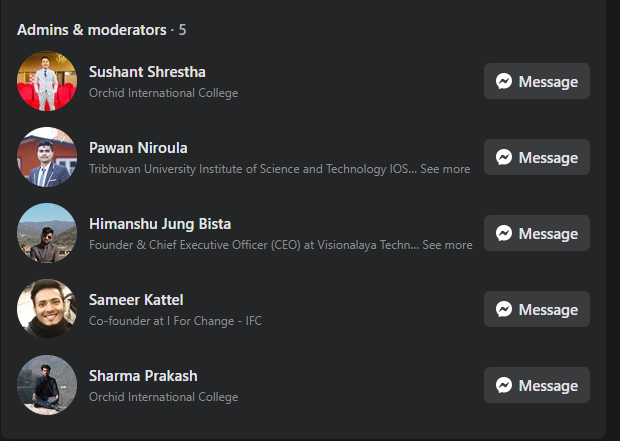 Admins & moderators · 5
Sushant Shrestha
Orchid International College
Message
Pawan Niroula
Tribhuvan University Institute of Science and Technology IOS... See more
Message
Himanshu Jung Bista
Founder & Chief Executive Officer (CEO) at Visionalaya Techn... See more
Message
Sameer Kattel
Co-founder at I For Change - IFC
Message
Sharma Prakash
Orchid International College
Message